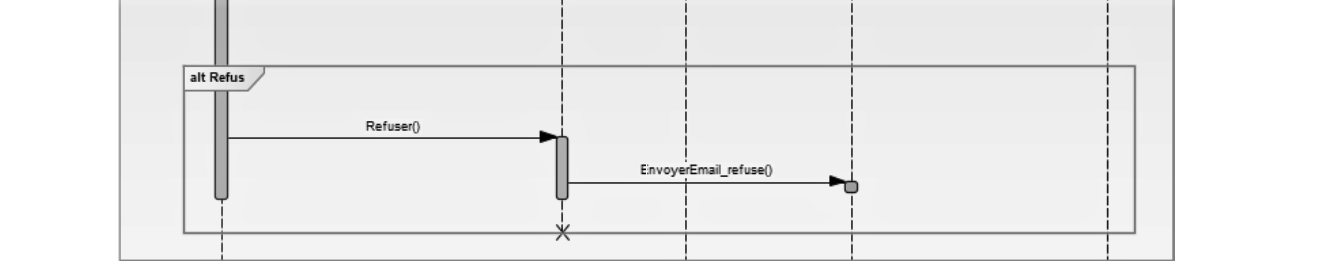 alt Refus
Refuser()
EnvoyerEmail_refuse()